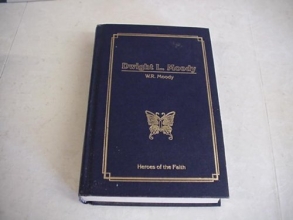 Dwight L. Moody
W.R. Moody
Heroes of the Faith